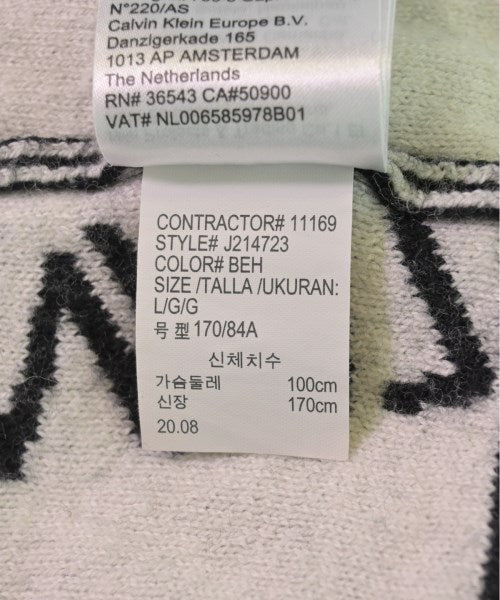 N°220/AS
Calvin Klein Europe B.V.
Danzigerkade 165
1013 AP AMSTERDAM
The Netherlands
RN# 36543 CA#50900
VAT# NL006585978B01
CONTRACTOR# 11169
STYLE# J214723
COLOR# BEH
SIZE /TALLA /UKURAN:
L/G/G
号 型 170/84A
신체치수
가슴둘레 100cm
신장 170cm
20.08